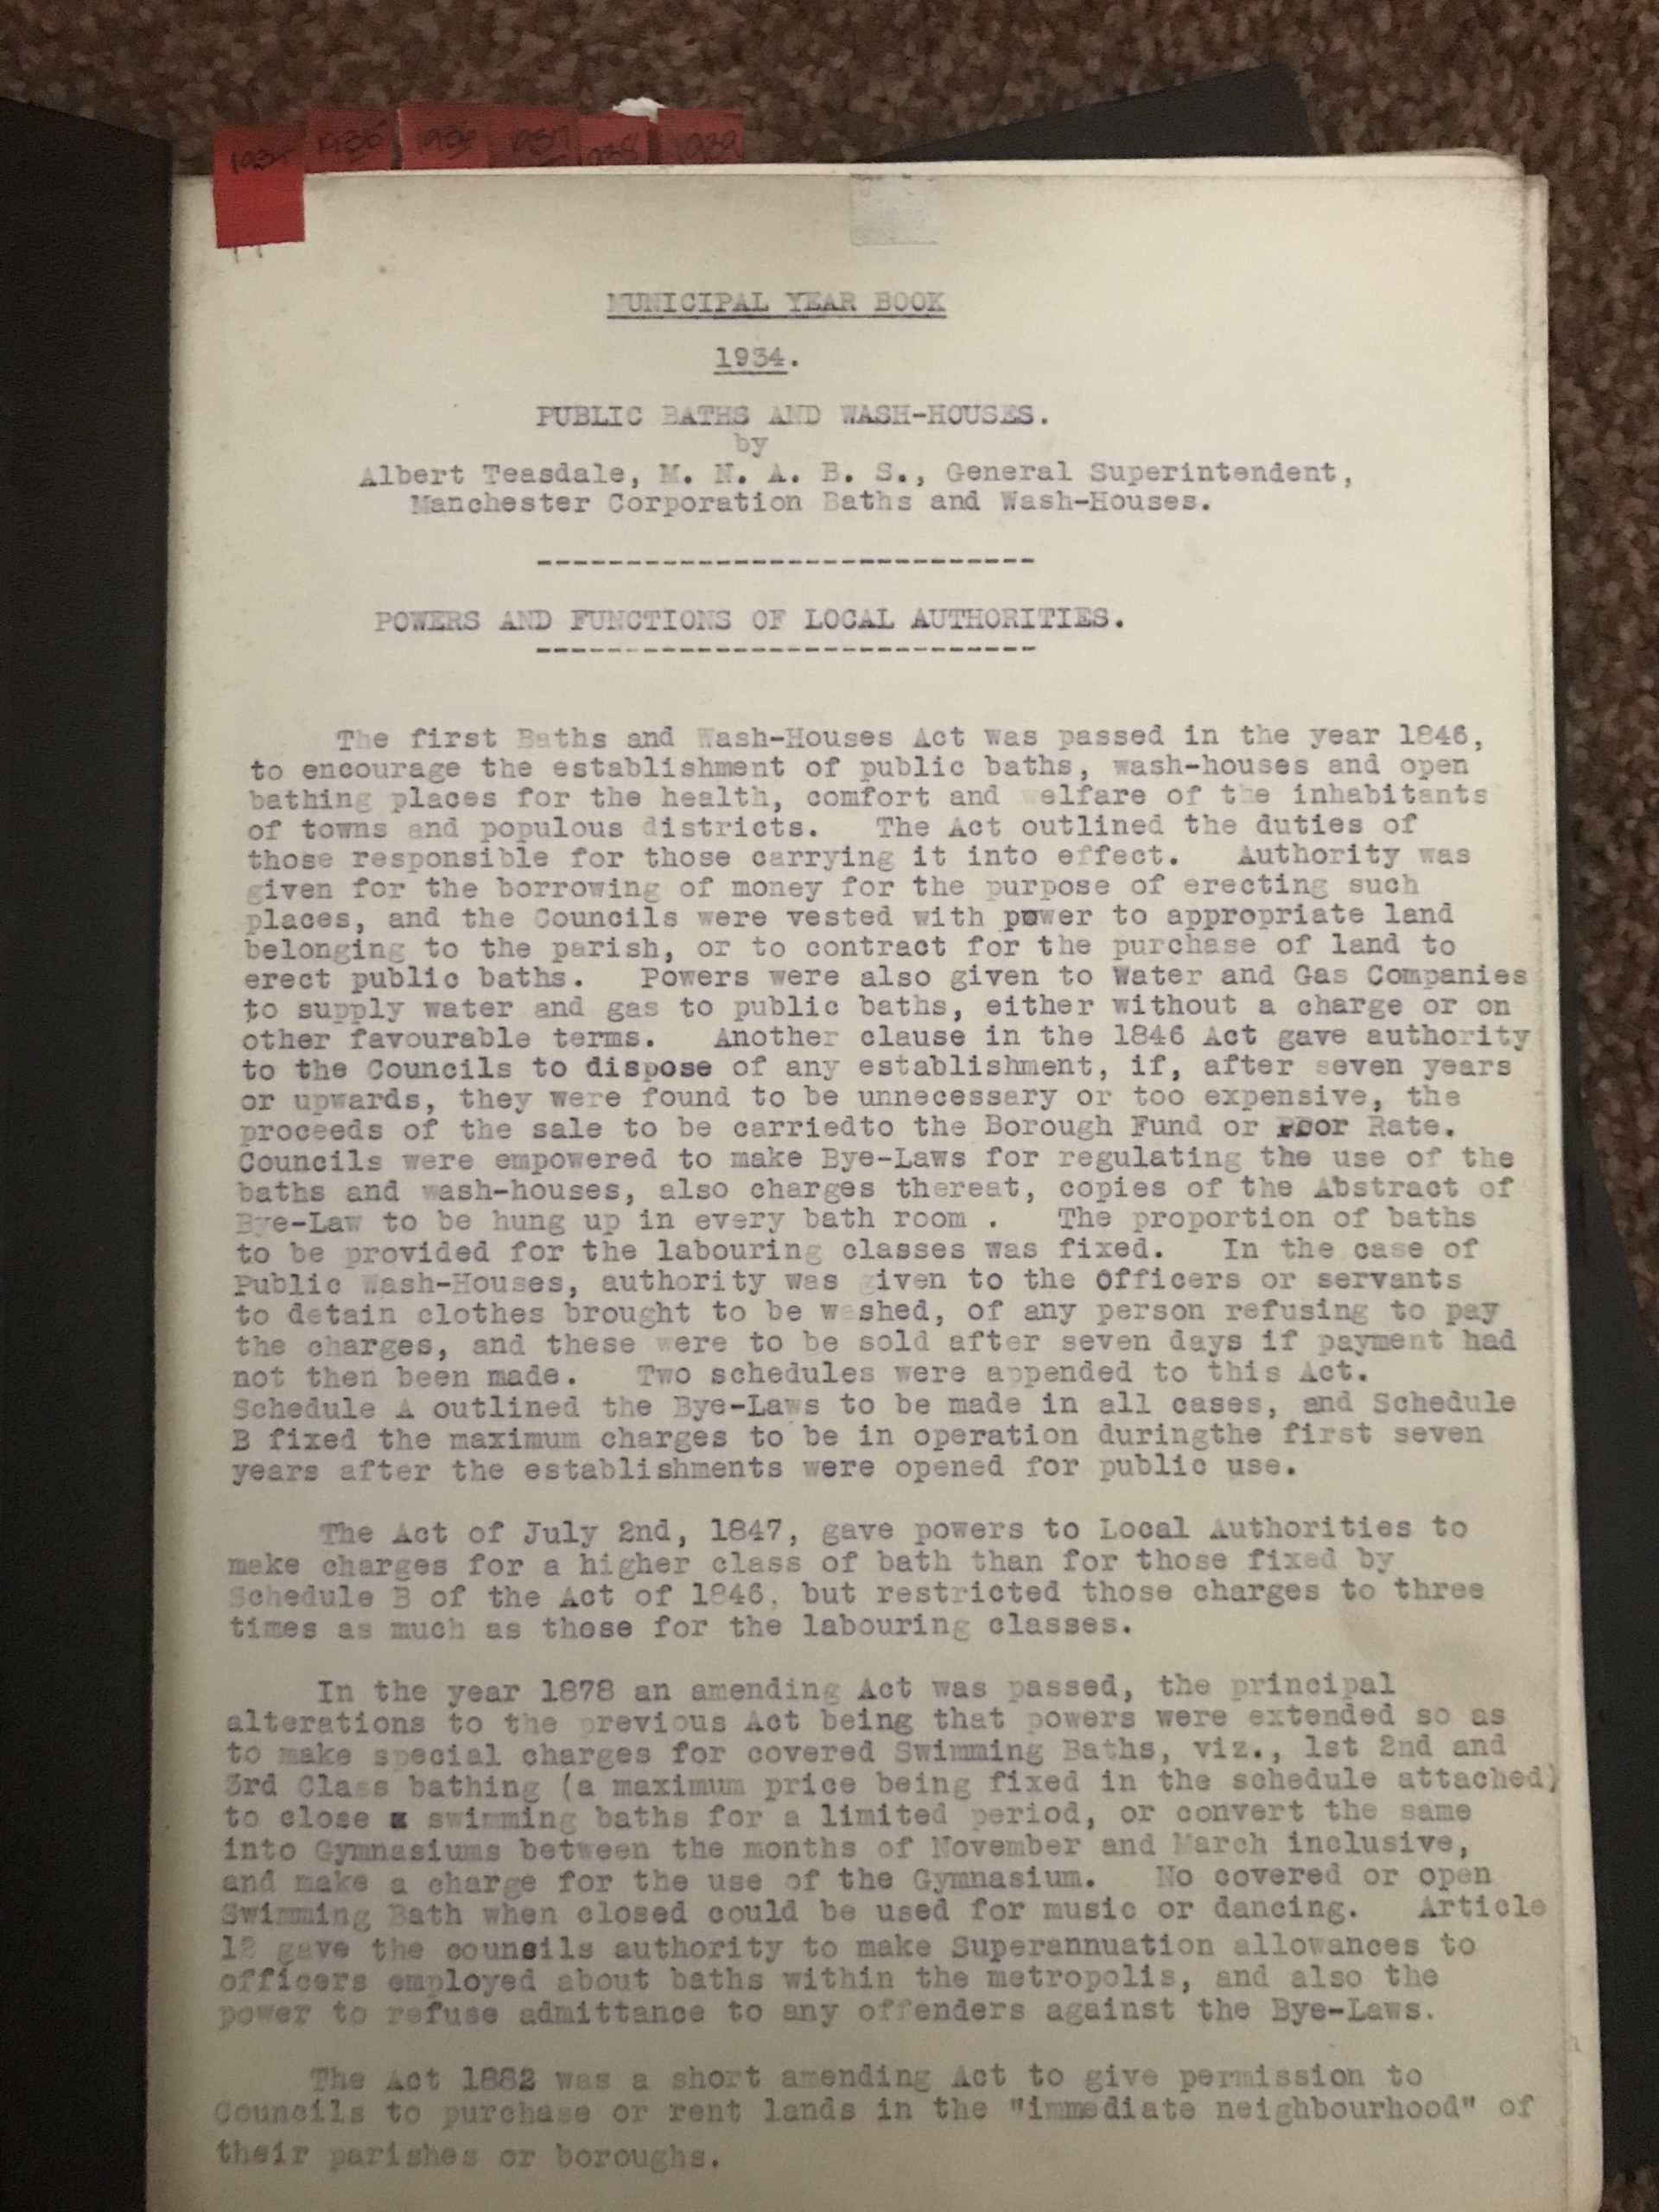 1934 1936 1937 1938 1939
MUNICIPAL YEAR BOOK
1934.
PUBLIC BATHS AND WASH-HOUSES.
by
Albert Teasdale, M. N. A. B. S., General Superintendent,
Manchester Corporation Baths and Wash-Houses.
-----------------------------
POWERS AND FUNCTIONS OF LOCAL AUTHORITIES.
-----------------------------
The first Baths and Wash-Houses Act was passed in the year 1846,
to encourage the establishment of public baths, wash-houses and open
bathing places for the health, comfort and welfare of the inhabitants
of towns and populous districts. The Act outlined the duties of
those responsible for those carrying it into effect. Authority was
given for the borrowing of money for the purpose of erecting such
places, and the Councils were vested with power to appropriate land
belonging to the parish, or to contract for the purchase of land to
erect public baths. Powers were also given to Water and Gas Companies
to supply water and gas to public baths, either without a charge or on
other favourable terms. Another clause in the 1846 Act gave authority
to the Councils to dispose of any establishment, if, after seven years
or upwards, they were found to be unnecessary or too expensive, the
proceeds of the sale to be carriedto the Borough Fund or Poor Rate.
Councils were empowered to make Bye-Laws for regulating the use of the
baths and wash-houses, also charges thereat, copies of the Abstract of
Bye-Law to be hung up in every bath room . The proportion of baths
to be provided for the labouring classes was fixed. In the case of
Public Wash-Houses, authority was given to the Officers or servants
to detain clothes brought to be washed, of any person refusing to pay
the charges, and these were to be sold after seven days if payment had
not then been made. Two schedules were appended to this Act.
Schedule A outlined the Bye-Laws to be made in all cases, and Schedule
B fixed the maximum charges to be in operation duringthe first seven
years after the establishments were opened for public use.
The Act of July 2nd, 1847, gave powers to Local Authorities to
make charges for a higher class of bath than for those fixed by
Schedule B of the Act of 1846, but restricted those charges to three
times as much as those for the labouring classes.
In the year 1878 an amending Act was passed, the principal
alterations to the previous Act being that powers were extended so as
to make special charges for covered Swimming Baths, viz., 1st 2nd and
3rd Class bathing (a maximum price being fixed in the schedule attached)
to close swimming baths for a limited period, or convert the same
into Gymnasiums between the months of November and March inclusive,
and make a charge for the use of the Gymnasium. No covered or open
Swimming Bath when closed could be used for music or dancing. Article
12 gave the councils authority to make Superannuation allowances to
officers employed about baths within the metropolis, and also the
power to refuse admittance to any offenders against the Bye-Laws.
The Act 1882 was a short amending Act to give permission to
Councils to purchase or rent lands in the "immediate neighbourhood" of
their parishes or boroughs.